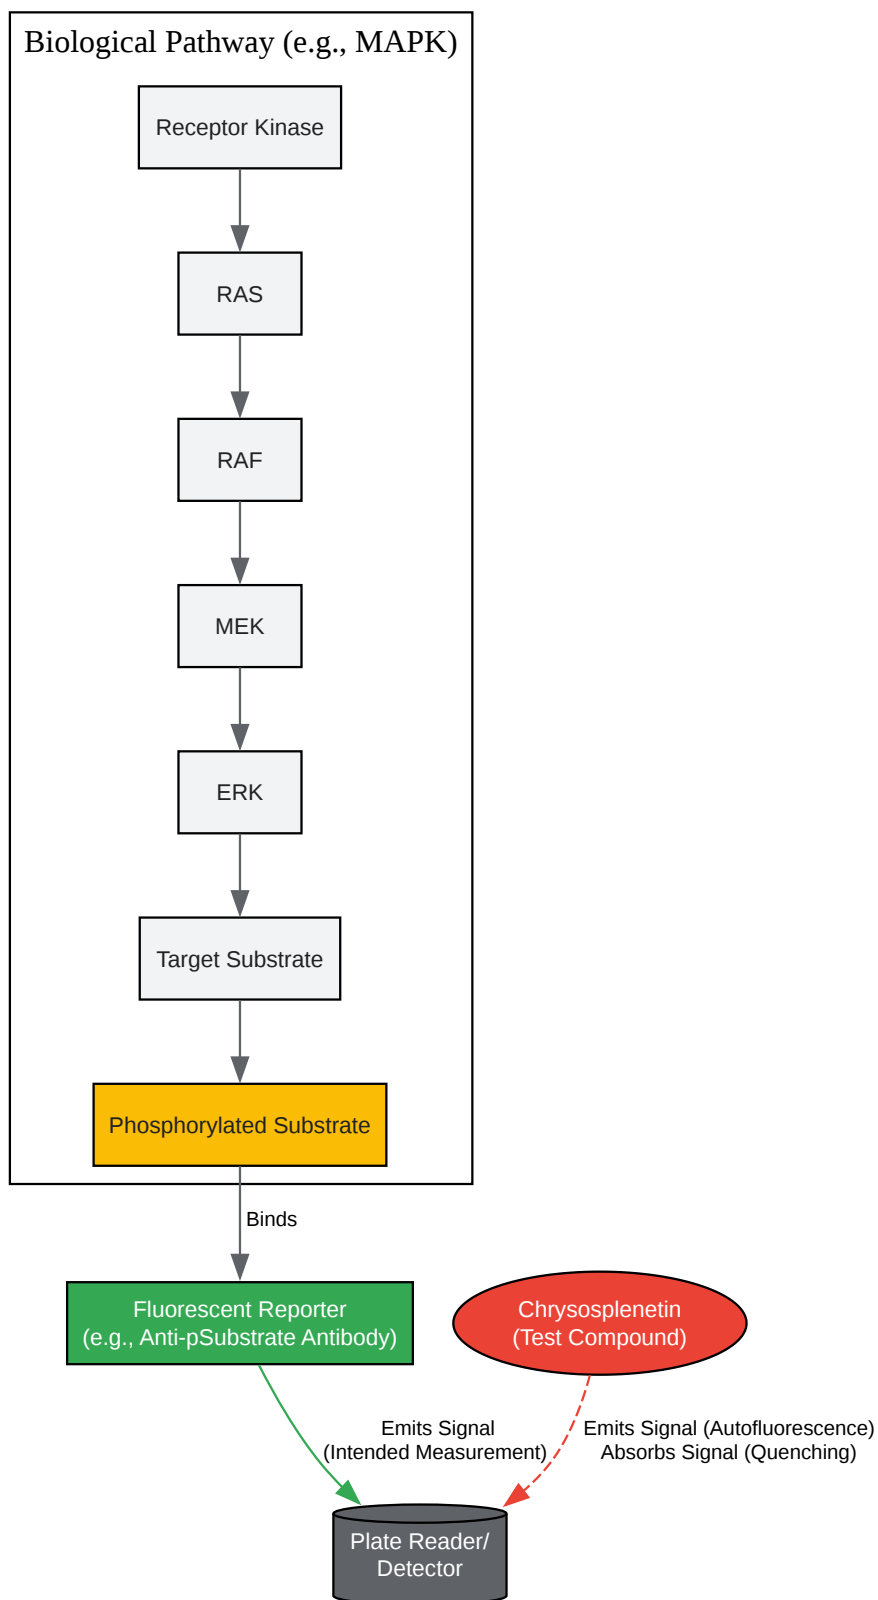 Biological Pathway (e.g., MAPK)
Receptor Kinase
RAS
RAF
MEK
ERK
Target Substrate
Phosphorylated Substrate
Binds
Fluorescent Reporter
(e.g., Anti-pSubstrate Antibody)
Chrysosplenetin
(Test Compound)
Emits Signal
(Intended Measurement)
Emits Signal (Autofluorescence)
Absorbs Signal (Quenching)
Plate Reader/
Detector